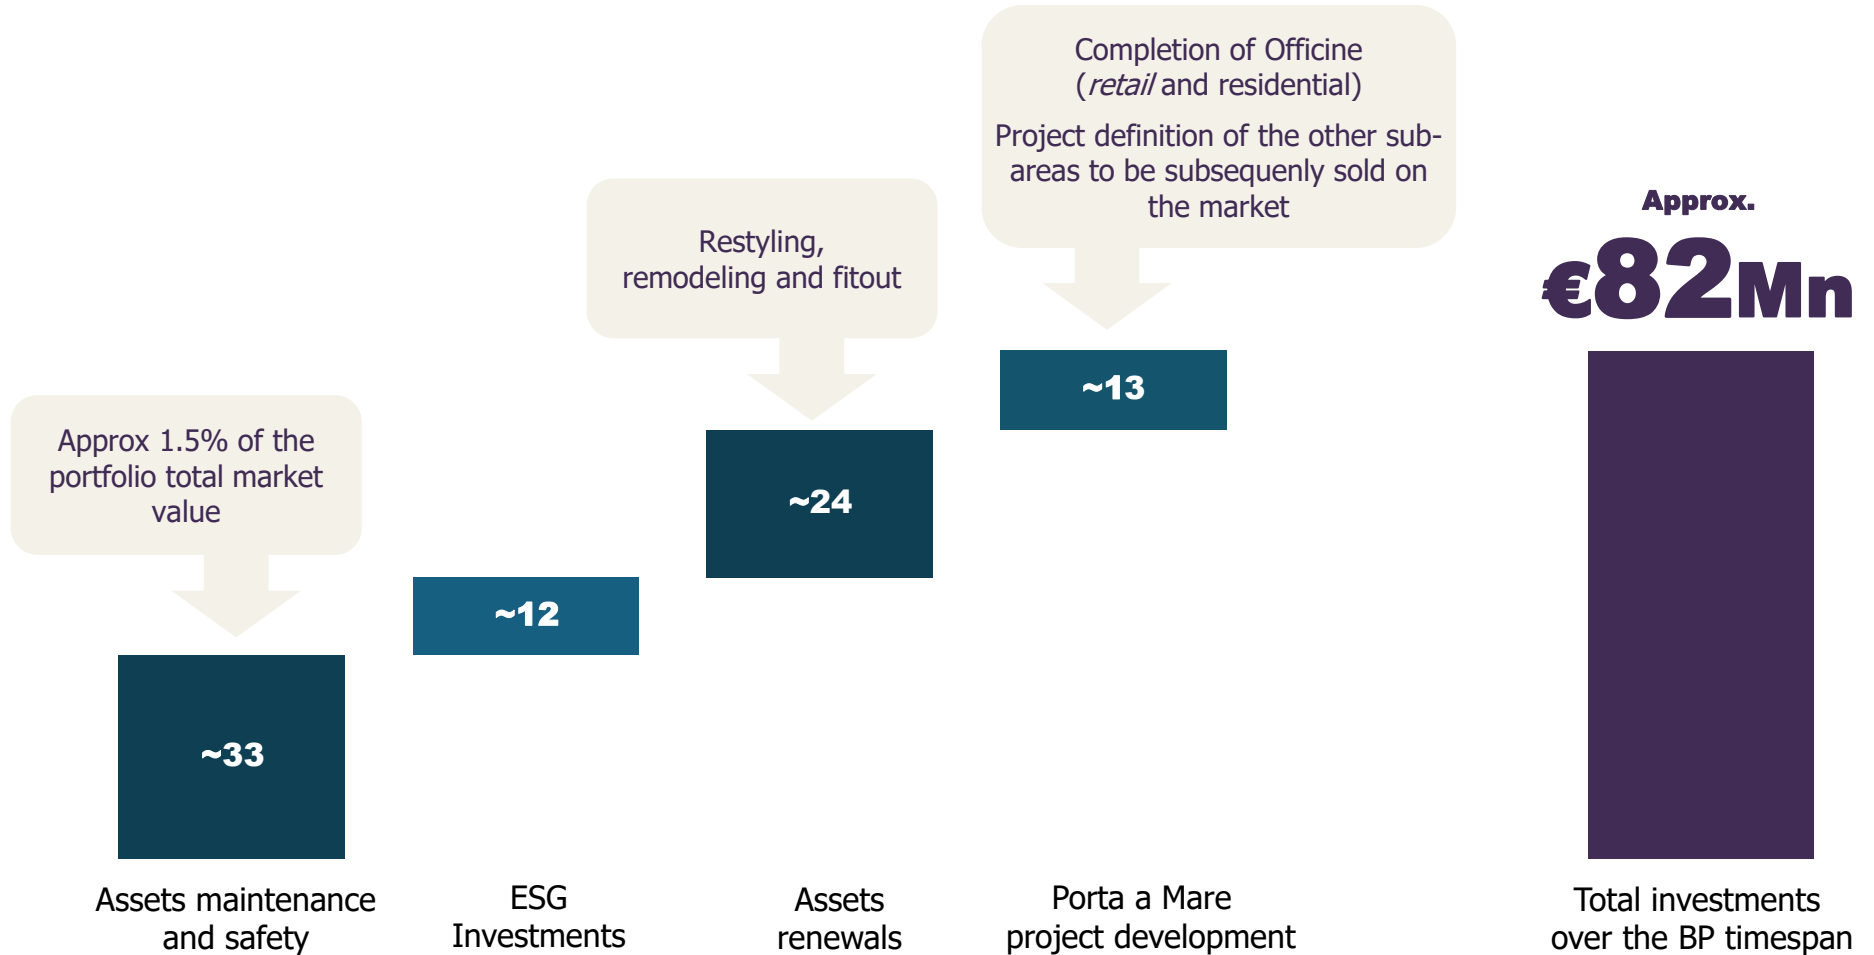 Completion of Officine
(retail and residential)
Project definition of the other sub-
areas to be subsequenly sold on
the market
Approx.
€82Mn
Restyling,
remodeling and fitout
~13
Approx 1.5% of the
portfolio total market
value
~24
~12
~33
Assets maintenance
and safety
ESG
Investments
Assets
renewals
Porta a Mare
project development
Total investments
over the BP timespan